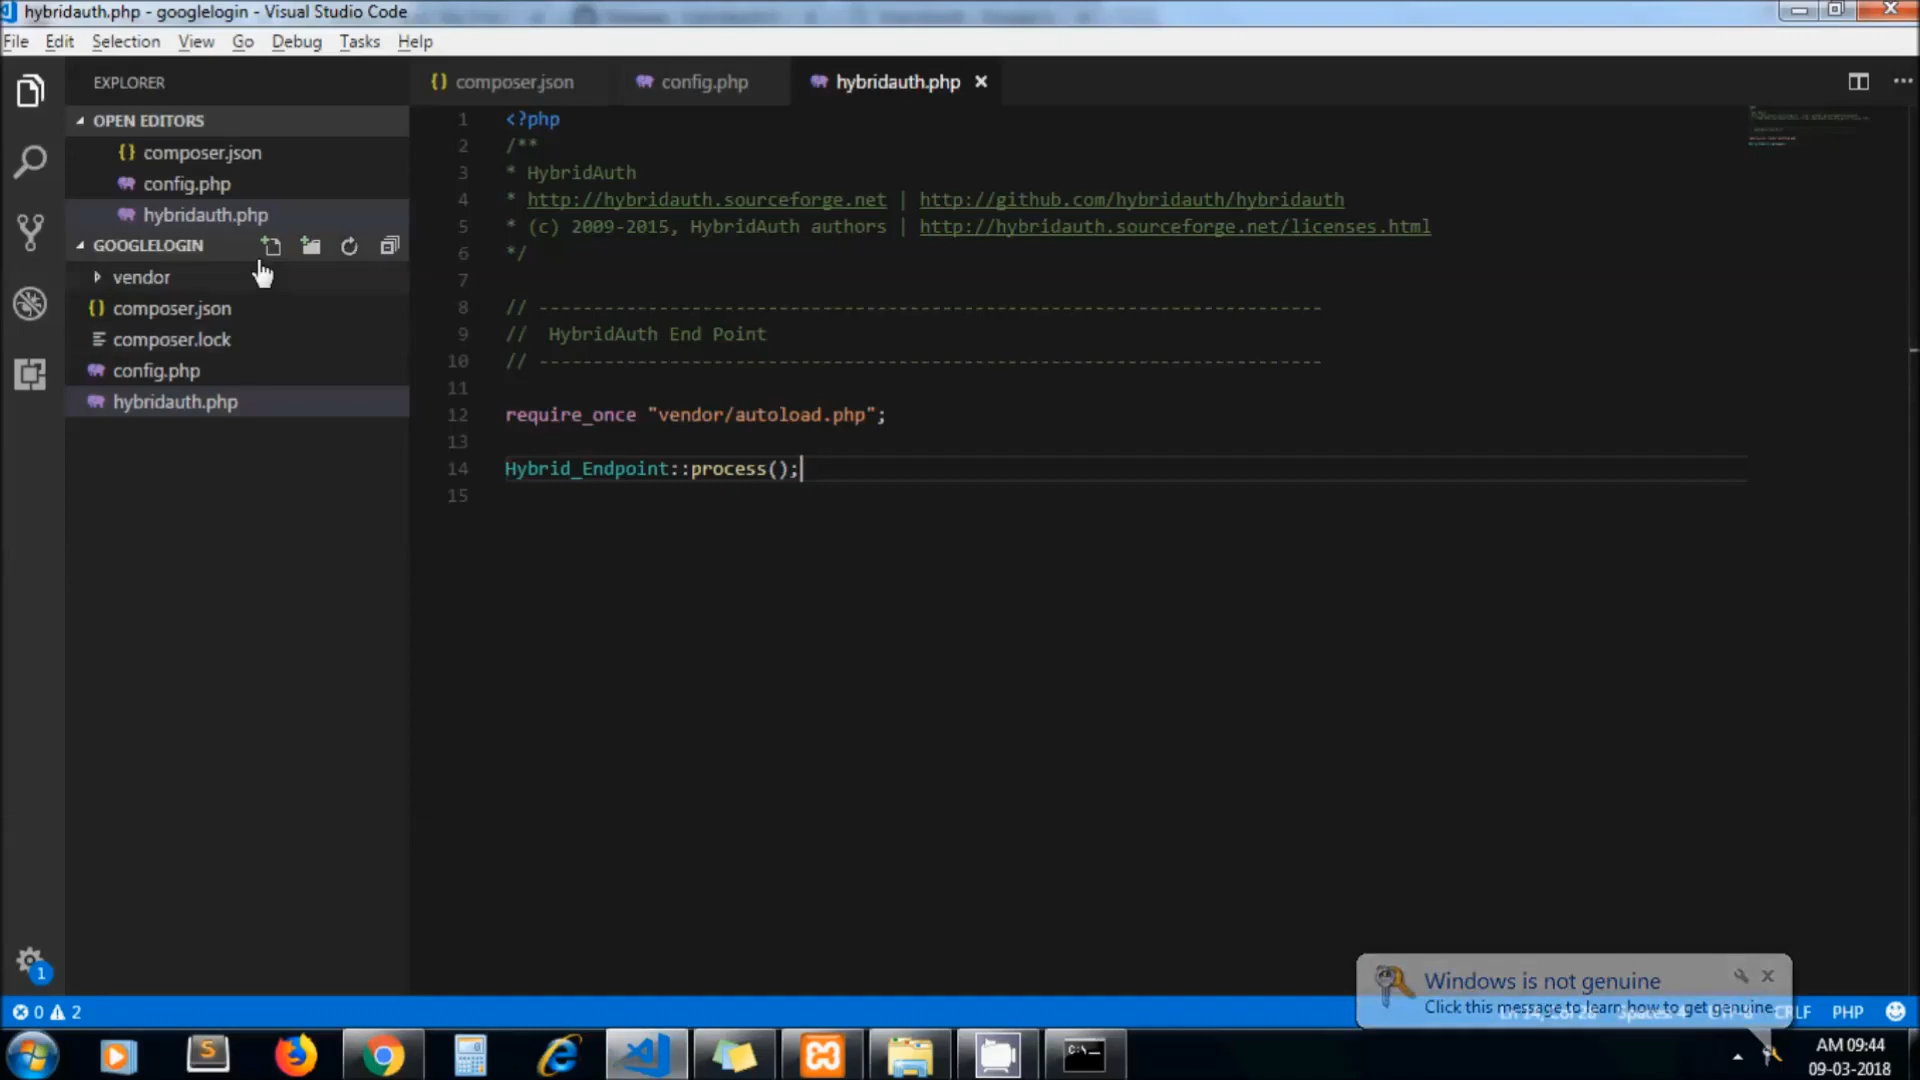 hybridauth.php - googlelogin - Visual Studio Code
File Edit Selection View Go Debug Tasks Help
EXPLORER
OPEN EDITORS
{} composer.json
config.php
hybridauth.php
GOOGLELOGIN
vendor
{} composer.json
composer.lock
config.php
hybridauth.php
{} composer.json config.php hybridauth.php ×
1 <?php
2 /**
3 * HybridAuth
4 * http://hybridauth.sourceforge.net | http://github.com/hybridauth/hybridauth
5 * (c) 2009-2015, HybridAuth authors | http://hybridauth.sourceforge.net/licenses.html
6 */
7
8 // ------------------------------------------------------------------------
9 // HybridAuth End Point
10 // ------------------------------------------------------------------------
11
12 require_once "vendor/autoload.php";
13
14 Hybrid_Endpoint::process();
15
1
Windows is not genuine
Click this message to learn how to get genuine.
0 2
CRLF PHP
S
C:\_
AM 09:44
09-03-2018